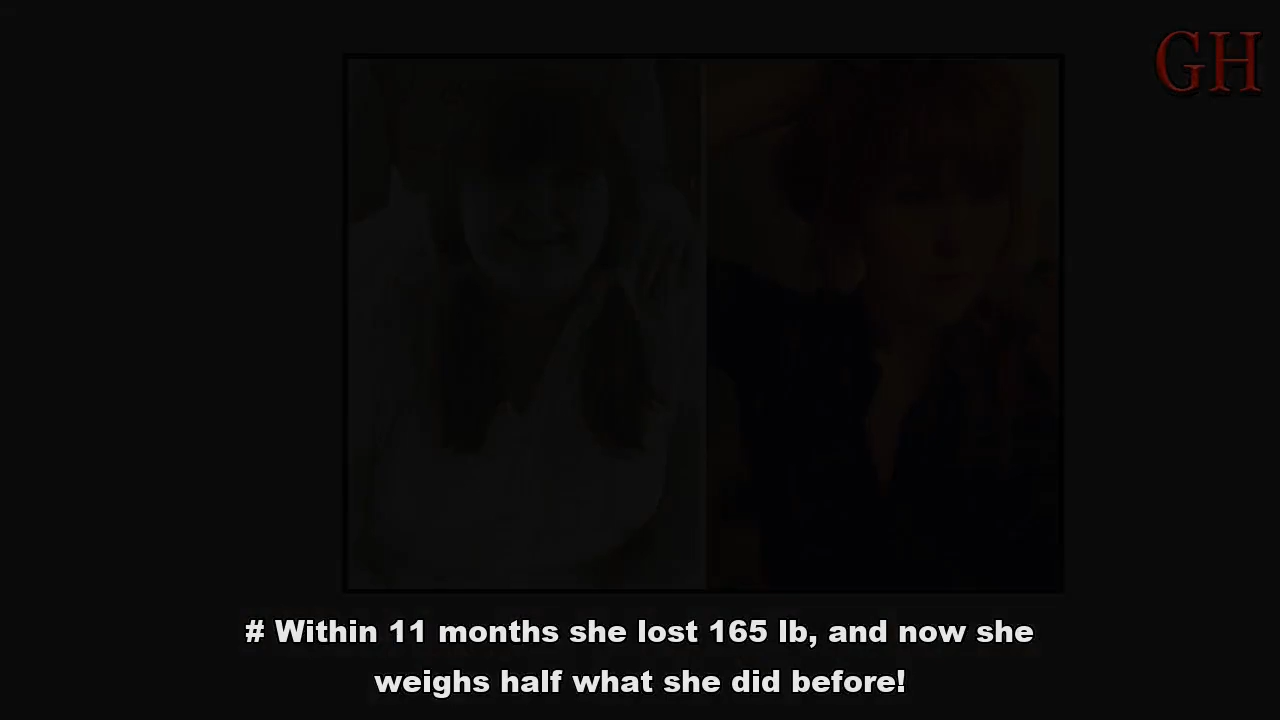 GH
# Within 11 months she lost 165 lb, and now she
weighs half what she did before!